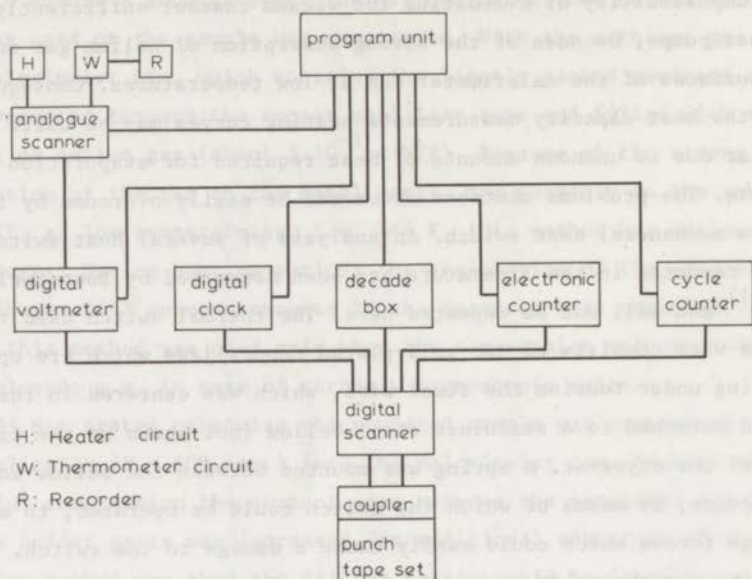 program unit
H W R
analogue
scanner
digital
voltmeter
digital
clock
decade
box
electronic
counter
cycle
counter
digital
scanner
H: Heater circuit
W: Thermometer circuit
R: Recorder
coupler
punch
tape set